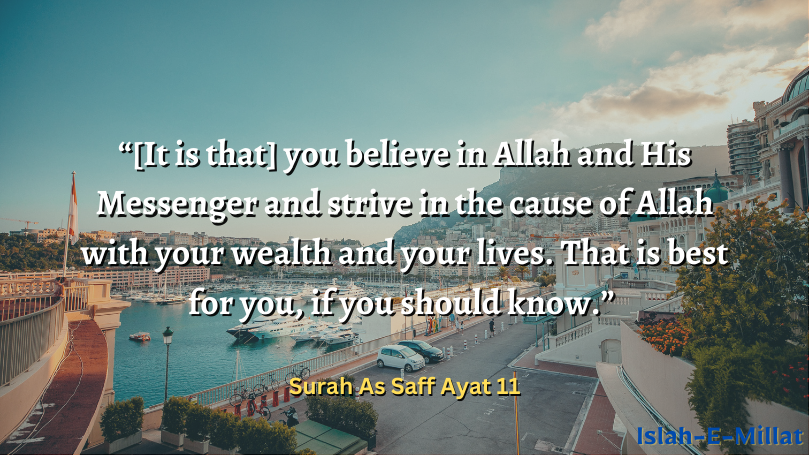 “[It is that] you believe in Allah and His
Messenger and strive in the cause of Allah
with your wealth and your lives. That is best
for you, if you should know.”
Surah As Saff Ayat 11
Islah-E-Millat